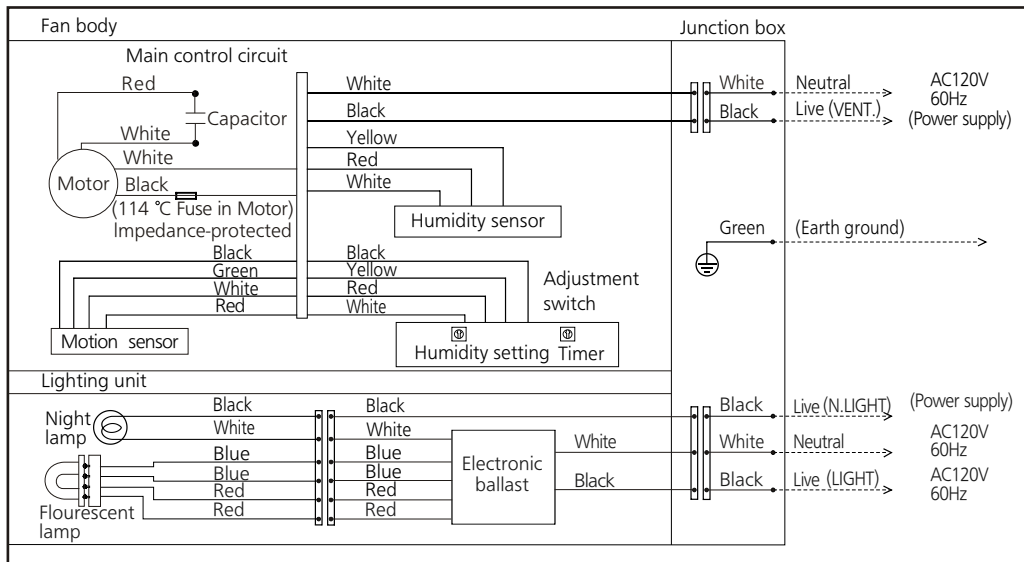 Fan body
Junction box
Main control circuit
Red
Capacitor
White
White
Motor
Black
(114 ℃ Fuse in Motor)
Impedance-protected
White
Black
Yellow
Red
White
Humidity sensor
White
Neutral
AC120V
60Hz
Black
Live (VENT.)
(Power supply)
Green
(Earth ground)
Black
Green
White
Red
Motion sensor
Black
Yellow
Red
White
Adjustment
switch
Humidity setting
Timer
Lighting unit
Night
lamp
Black
White
Blue
Blue
Red
Red
Flourescent
lamp
Black
White
Blue
Blue
Red
Red
Electronic
ballast
White
Black
Black
Live (N.LIGHT)
(Power supply)
White
Neutral
AC120V
60Hz
Black
Live (LIGHT)
AC120V
60Hz